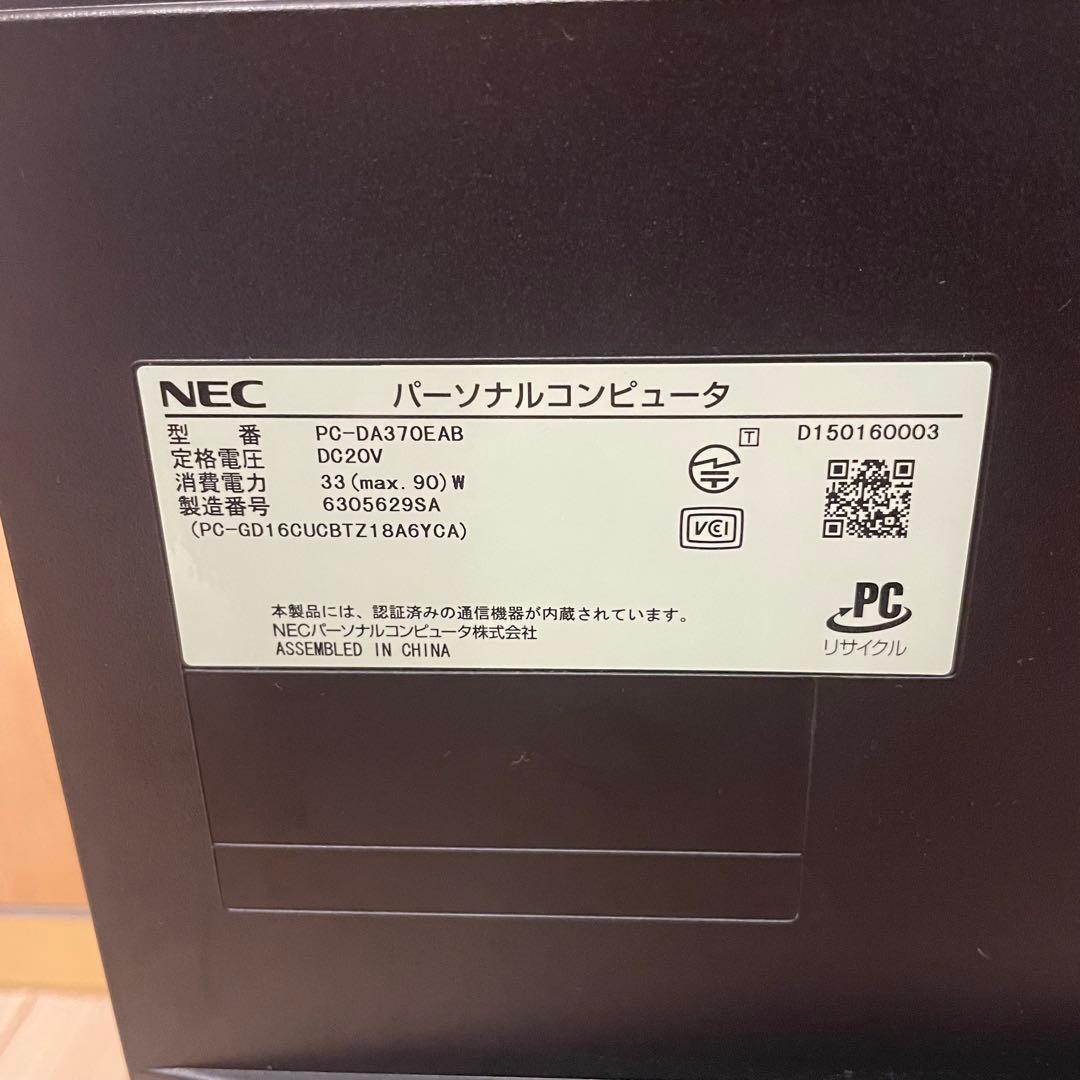 NEC パーソナルコンピュータ
型 番 PC-DA370EAB
定格電圧 DC20V
消費電力 33(max.90)W
製造番号 6305629SA
(PC-GD16CUCBTZ18A6YCA)
T D150160003
VCI
本製品には、認証済みの通信機器が内蔵されています。
NECパーソナルコンピュータ株式会社
ASSEMBLED IN CHINA
PC
リサイクル